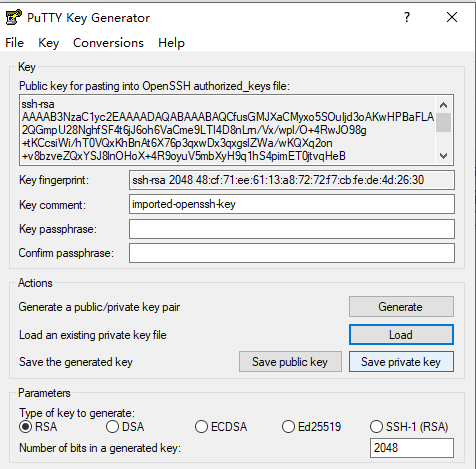 PuTTY Key Generator
File Key Conversions Help
Key
Public key for pasting into OpenSSH authorized_keys file:
ssh-rsa
AAAAB3NzaC1yc2EAAAADAQABAAABAQCfusGMJXaCMyxo5SOuljd3oAKwHPBaFLA
2QGmpU28NghfSF4t6jJ6oh6VaCme9LTI4D8nLm/Vx/wpl/O+4RwJO98g
+tKCcsiWi/hT0VQxKhBnAt6X76p3qxwDx3qxgslZWa/wKQXq2on
+v8bzveZQxYSJ8lnOHoX+4R9oyuV5mbXyH9q1hS4pimET0jtvqHeB
Key fingerprint: ssh-rsa 2048 48:cf:71:ee:61:13:a8:72:72:f7:cb:fe:de:4d:26:30
Key comment: imported-openssh-key
Key passphrase:
Confirm passphrase:
Actions
Generate a public/private key pair Generate
Load an existing private key file Load
Save the generated key Save public key Save private key
Parameters
Type of key to generate:
RSA DSA ECDSA Ed25519 SSH-1 (RSA)
Number of bits in a generated key: 2048